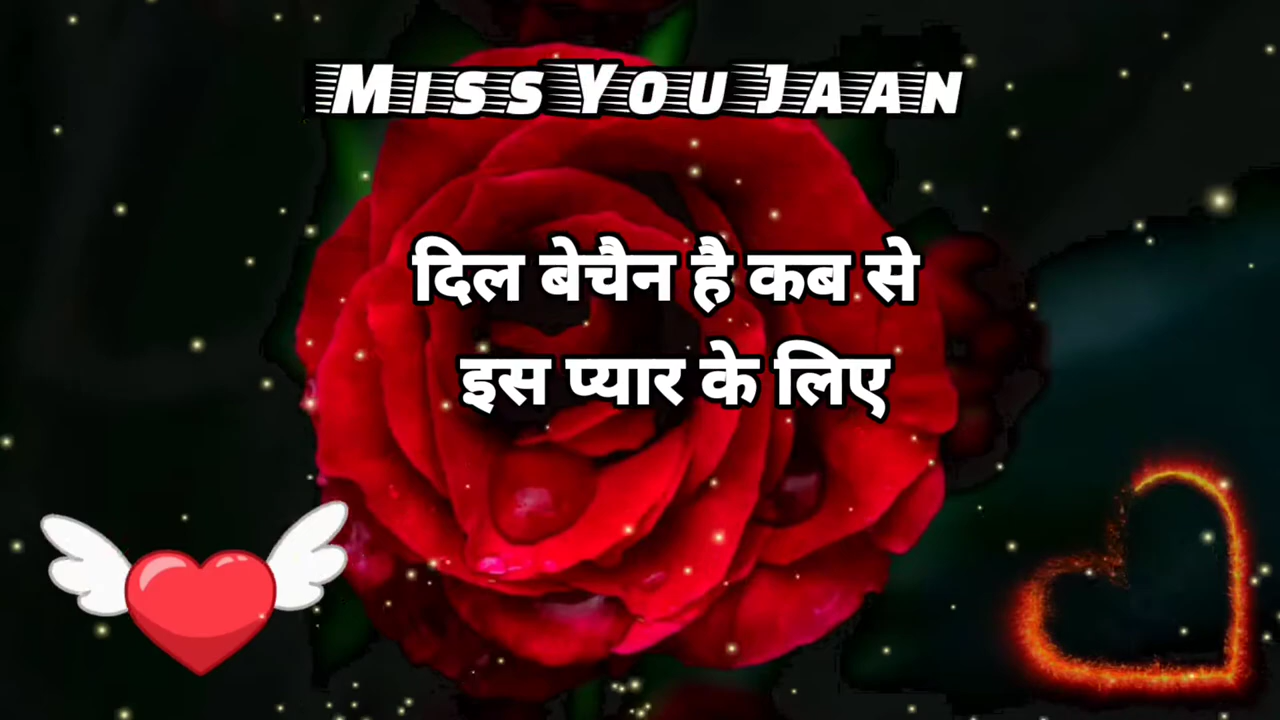 Miss You Jaan
दिल बेचैन है कब से
इस प्यार के लिए